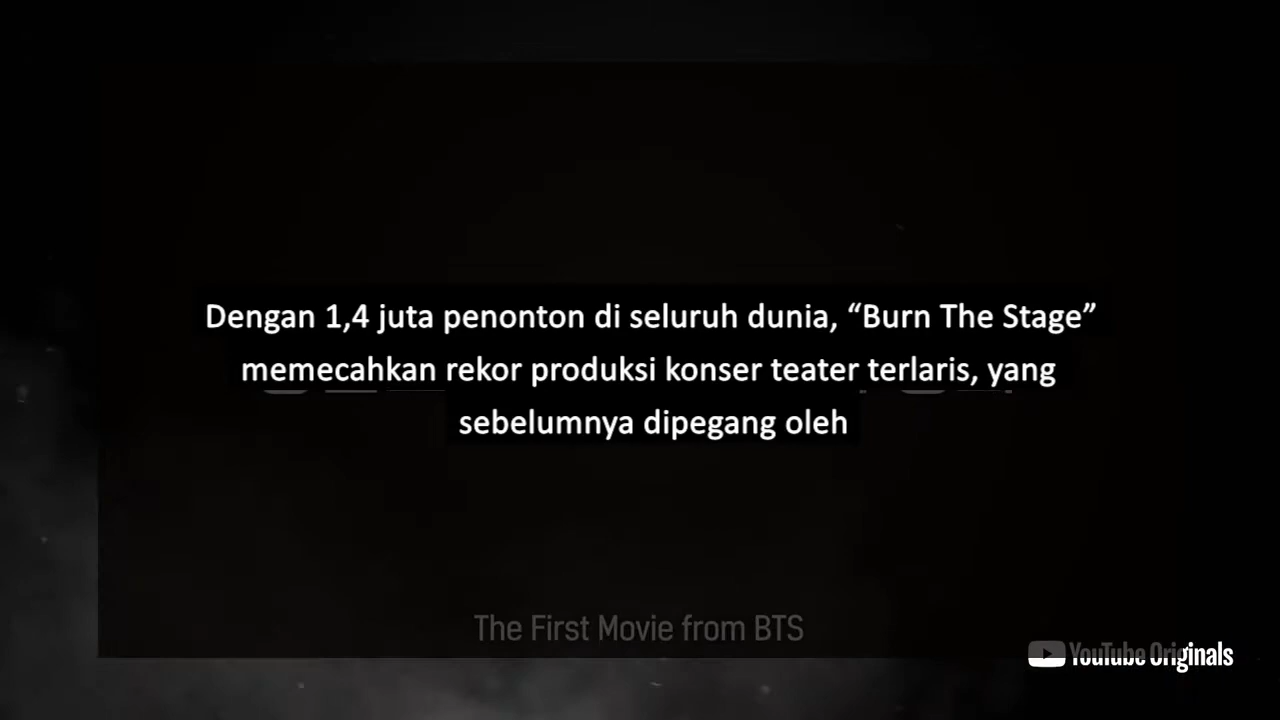 Dengan 1,4 juta penonton di seluruh dunia, “Burn The Stage”
memecahkan rekor produksi konser teater terlaris, yang
sebelumnya dipegang oleh
The First Movie from BTS
YouTube Originals